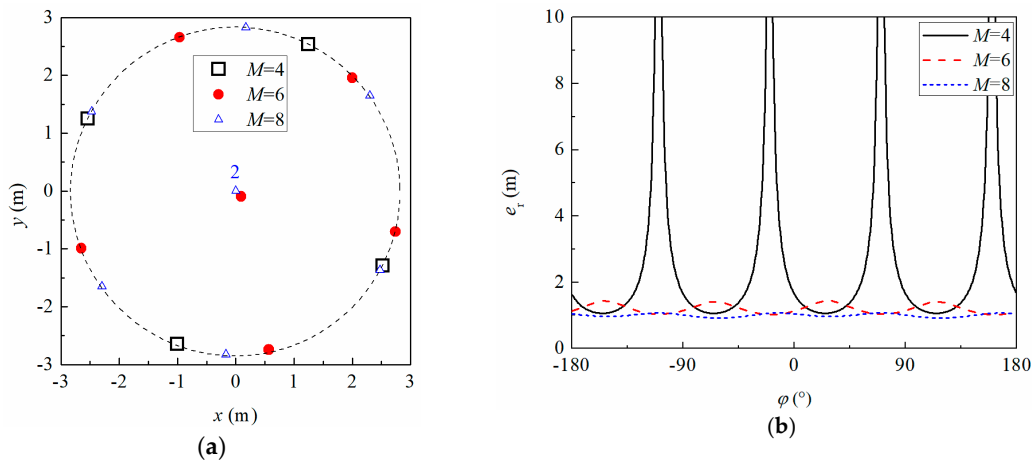 3
2
1
0
-1
-2
-3
-3 -2 -1 0 1 2 3
y (m)
x (m)
M=4
M=6
M=8
2
(a)
10
8
6
4
2
0
-180 -90 0 90 180
e_r (m)
φ (°)
M=4
M=6
M=8
(b)